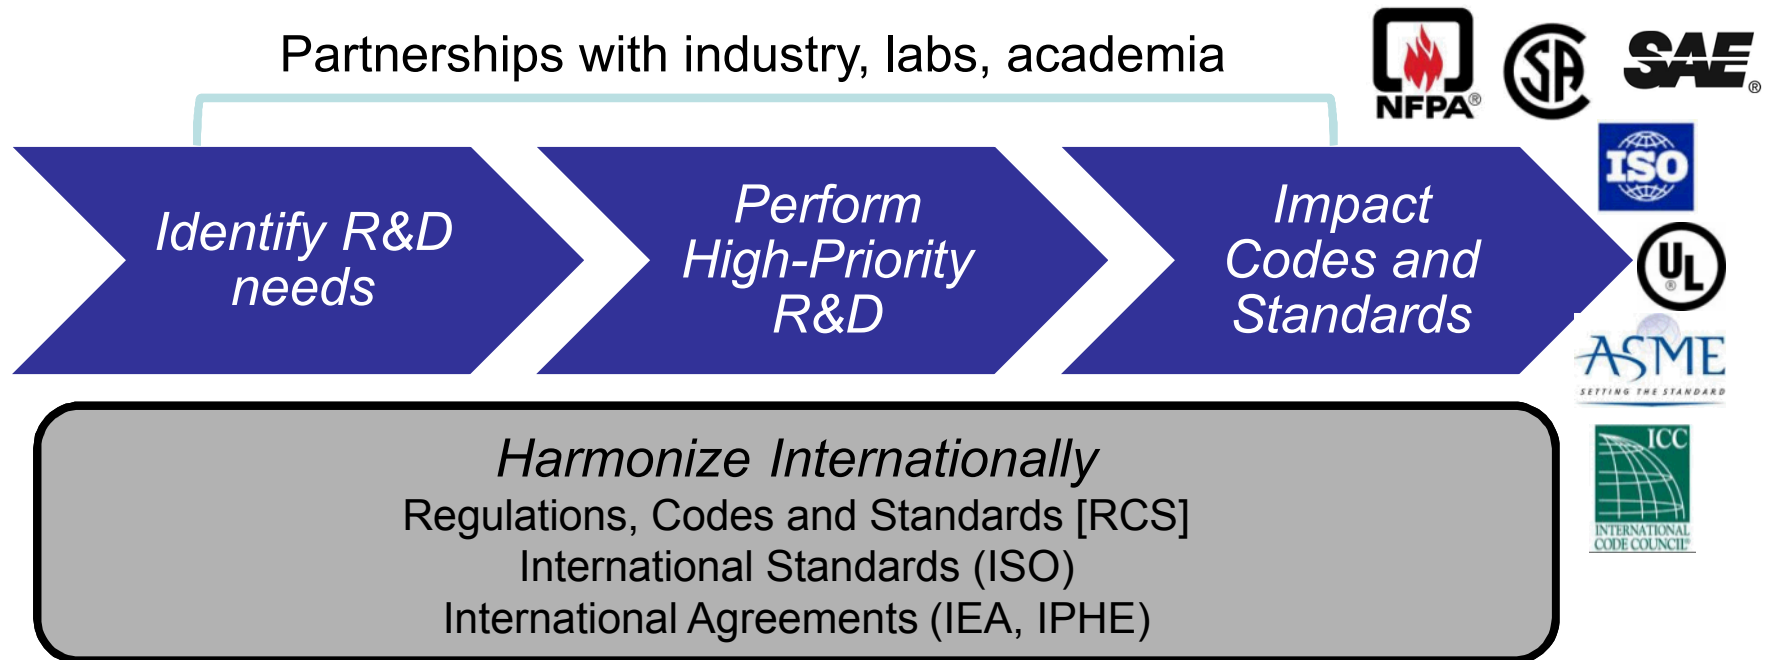 Partnerships with industry, labs, academia
NFPA®
CSA
SAE®
ISO
Identify R&D
needs
Perform
High-Priority
R&D
Impact
Codes and
Standards
UL®
ASME
SETTING THE STANDARD
ICC
INTERNATIONAL
CODE COUNCIL®
Harmonize Internationally
Regulations, Codes and Standards [RCS]
International Standards (ISO)
International Agreements (IEA, IPHE)